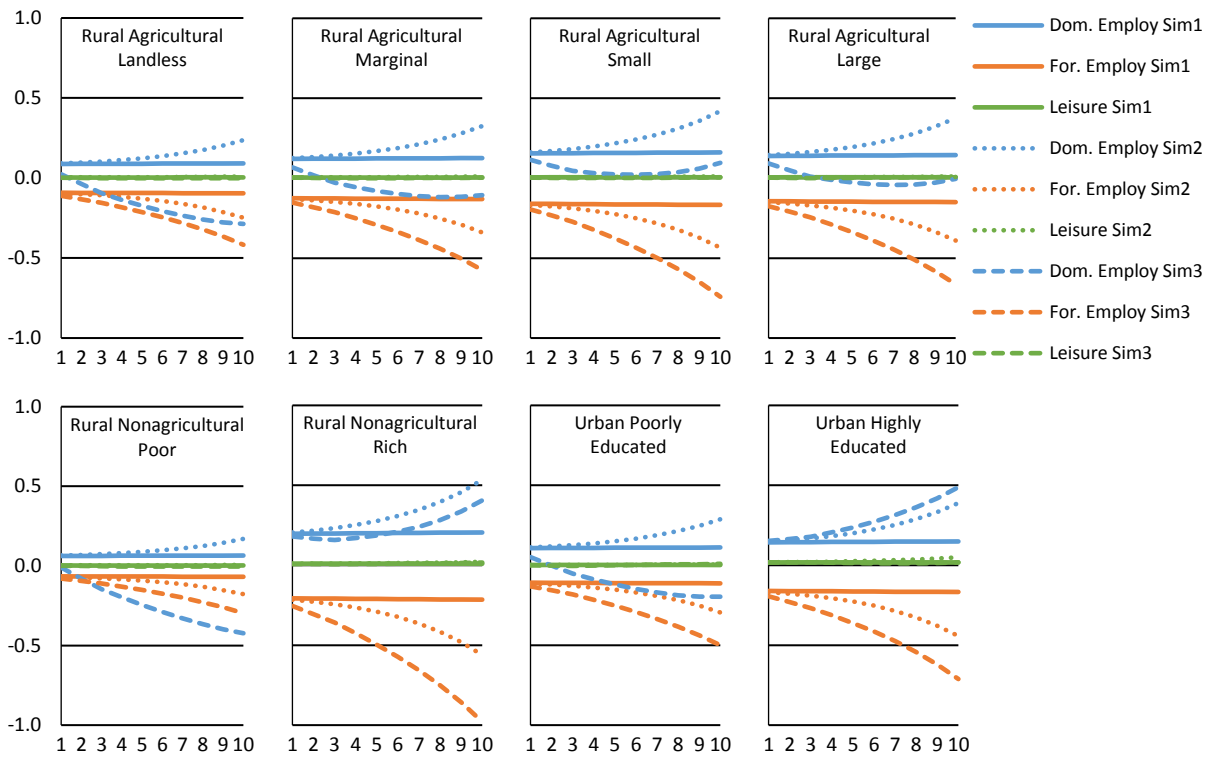 1.0
0.5
0.0
-0.5
-1.0
Rural Agricultural
Landless
Rural Agricultural
Marginal
Rural Agricultural
Small
Rural Agricultural
Large
1 2 3 4 5 6 7 8 9 10
1 2 3 4 5 6 7 8 9 10
1 2 3 4 5 6 7 8 9 10
1 2 3 4 5 6 7 8 9 10
Dom. Employ Sim1
For. Employ Sim1
Leisure Sim1
Dom. Employ Sim2
For. Employ Sim2
Leisure Sim2
Dom. Employ Sim3
For. Employ Sim3
Leisure Sim3
1.0
0.5
0.0
-0.5
-1.0
Rural Nonagricultural
Poor
Rural Nonagricultural
Rich
Urban Poorly
Educated
Urban Highly
Educated
1 2 3 4 5 6 7 8 9 10
1 2 3 4 5 6 7 8 9 10
1 2 3 4 5 6 7 8 9 10
1 2 3 4 5 6 7 8 9 10